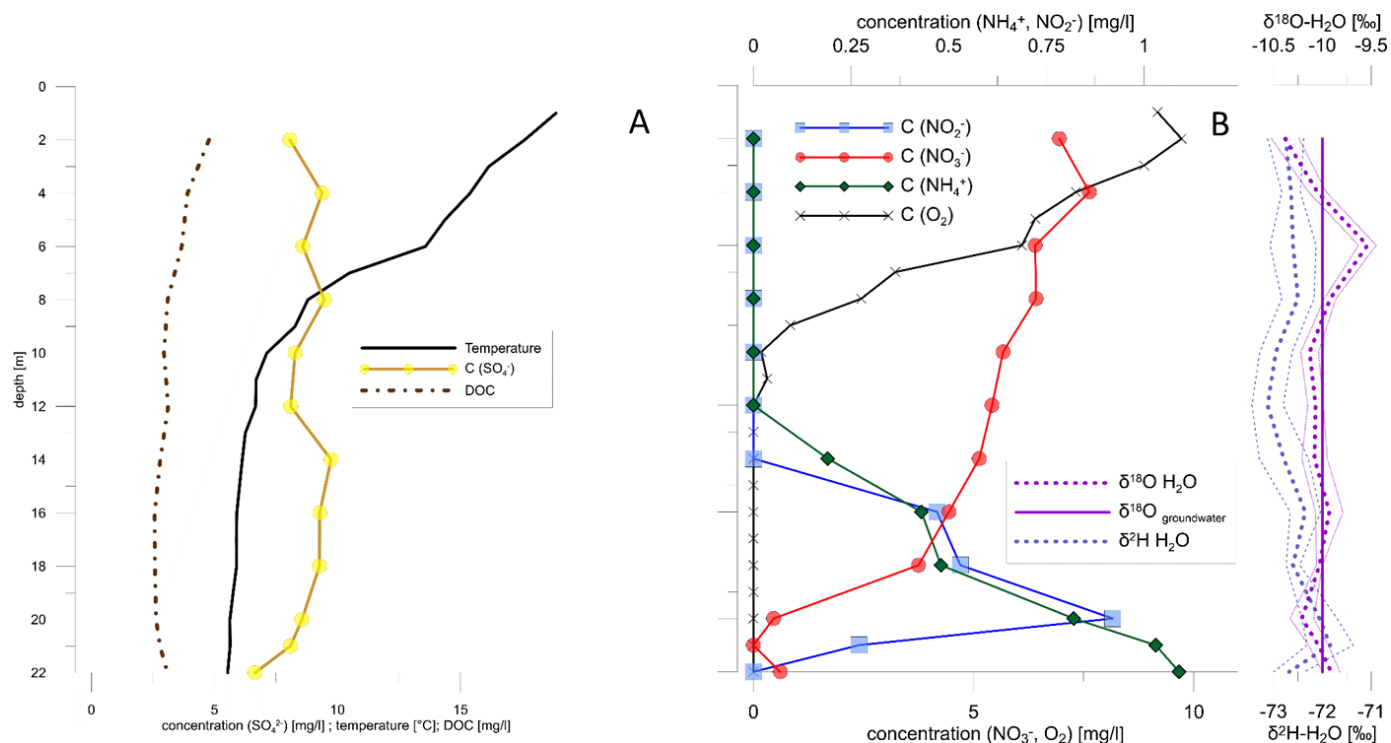 concentration (NH₄⁺, NO₂⁻) [mg/l]
0 0.25 0.5 0.75 1
δ¹⁸O-H₂O [‰]
-10.5 -10 -9.5
A
B
0
2
4
6
8
10
12
14
16
18
20
22
depth [m]
Temperature
C (SO₄⁻)
DOC
C (NO₂⁻)
C (NO₃⁻)
C (NH₄⁺)
C (O₂)
δ¹⁸O H₂O
δ¹⁸O groundwater
δ²H H₂O
0 5 10 15
concentration (SO₄²⁻) [mg/l] ; temperature [°C]; DOC [mg/l]
0 5 10
concentration (NO₃⁻, O₂) [mg/l]
-73 -72 -71
δ²H-H₂O [‰]